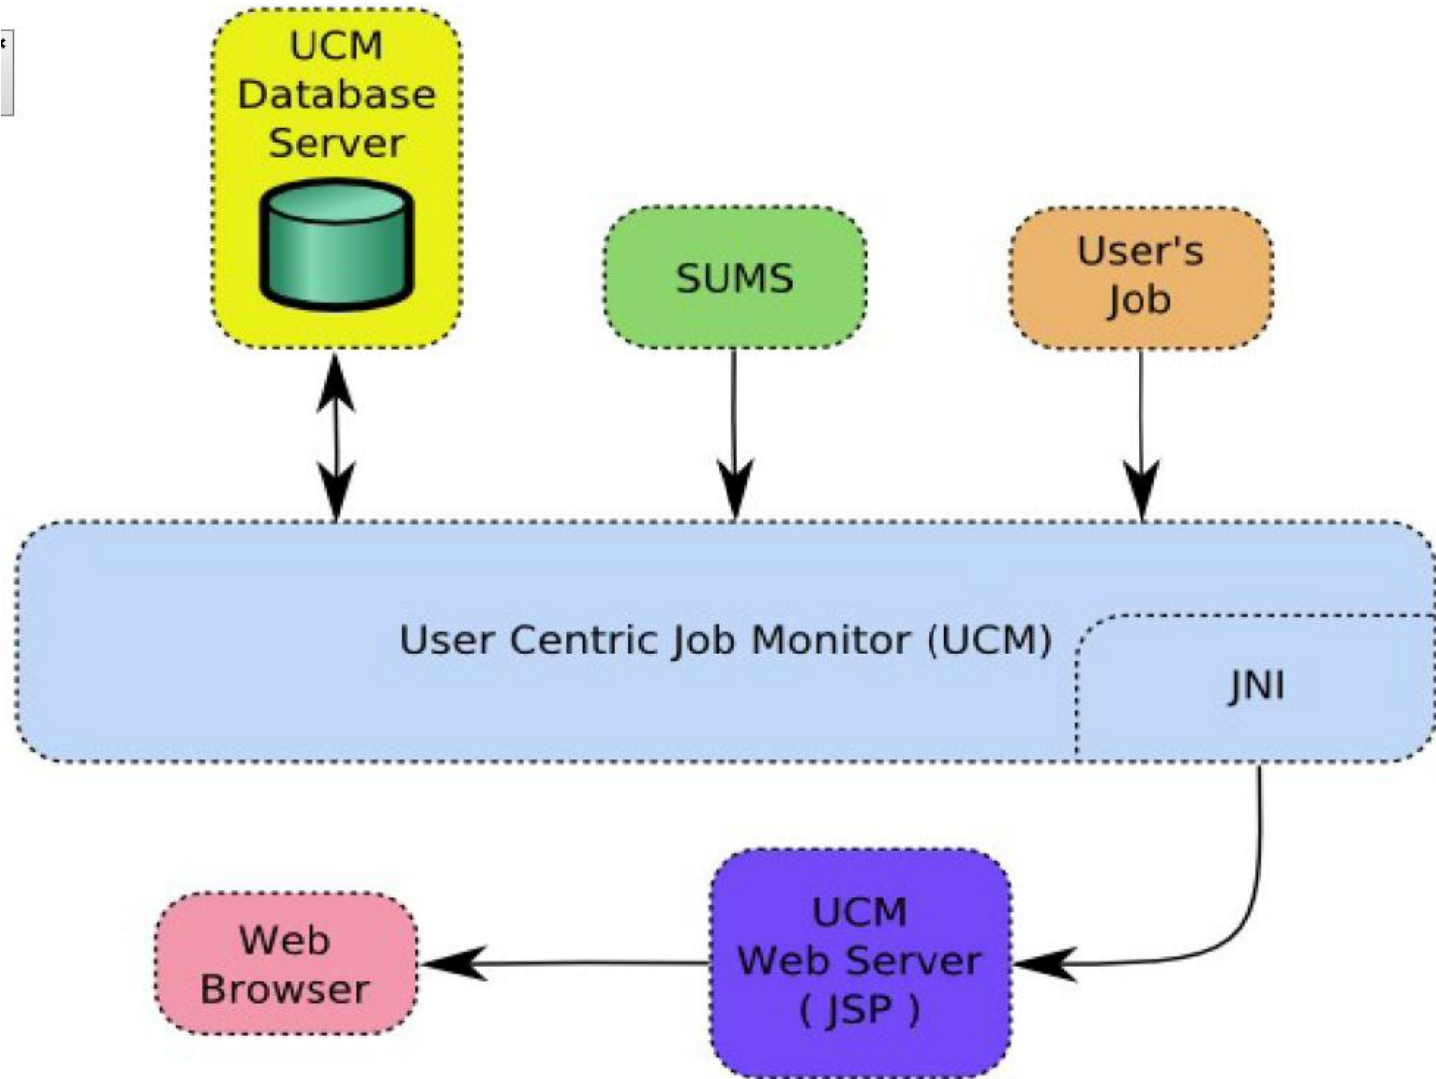 UCM
Database
Server
SUMS
User's
Job
User Centric Job Monitor (UCM)
JNI
Web
Browser
UCM
Web Server
( JSP )